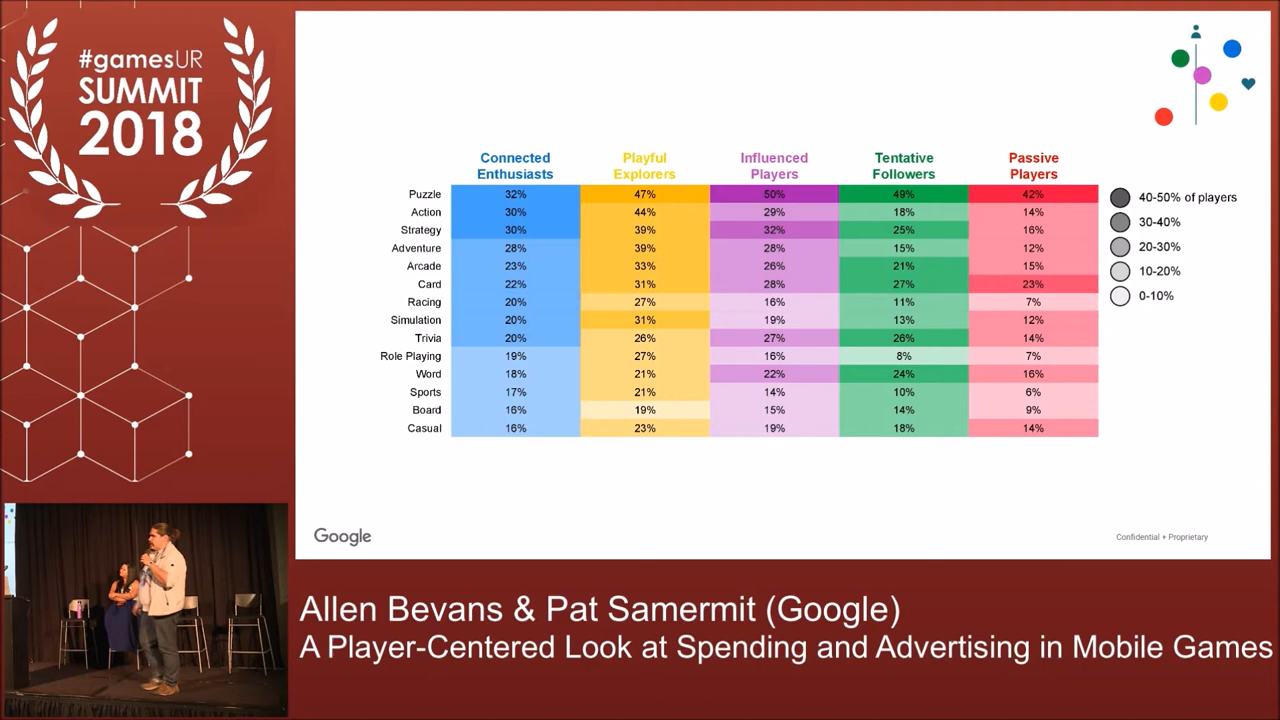 #gamesUR
SUMMIT
2018
Connected Enthusiasts
Playful Explorers
Influenced Players
Tentative Followers
Passive Players
Puzzle 32% 47% 50% 49% 42%
Action 30% 44% 29% 18% 14%
Strategy 30% 39% 32% 25% 16%
Adventure 28% 39% 28% 15% 12%
Arcade 23% 33% 26% 21% 15%
Card 22% 31% 28% 27% 23%
Racing 20% 27% 16% 11% 7%
Simulation 20% 31% 19% 13% 12%
Trivia 20% 26% 27% 26% 14%
Role Playing 19% 27% 16% 8% 7%
Word 18% 21% 22% 24% 16%
Sports 17% 21% 14% 10% 6%
Board 16% 19% 15% 14% 9%
Casual 16% 23% 19% 18% 14%
40-50% of players
30-40%
20-30%
10-20%
0-10%
Google
Confidential + Proprietary
Allen Bevans & Pat Samermit (Google)
A Player-Centered Look at Spending and Advertising in Mobile Games